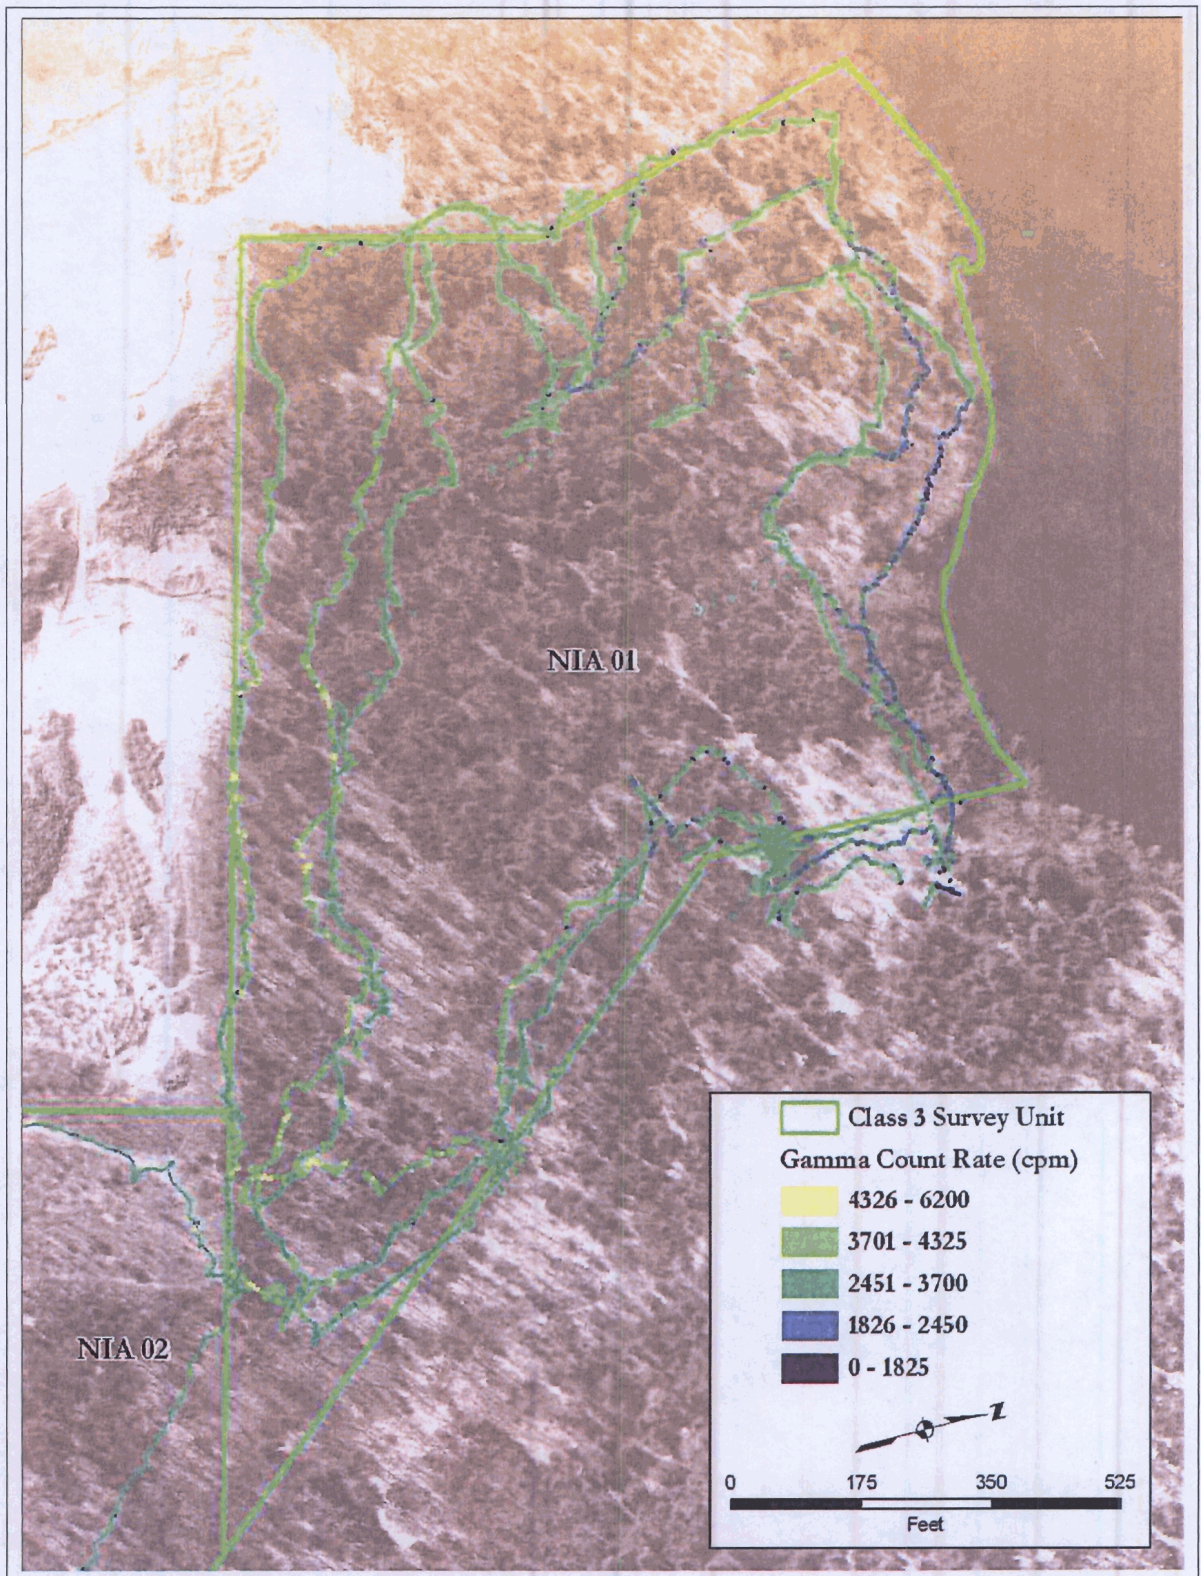 NIA 01
NIA 02
Class 3 Survey Unit
Gamma Count Rate (cpm)
4326 - 6200
3701 - 4325
2451 - 3700
1826 - 2450
0 - 1825
N
0 175 350 525
Feet